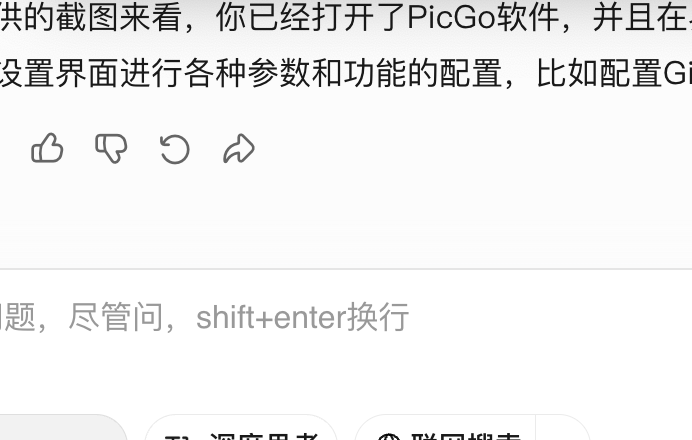 供的截图来看，你已经打开了PicGo软件，并且在
设置界面进行各种参数和功能的配置，比如配置Gi
题，尽管问，shift+enter换行
深度思考
联网搜索